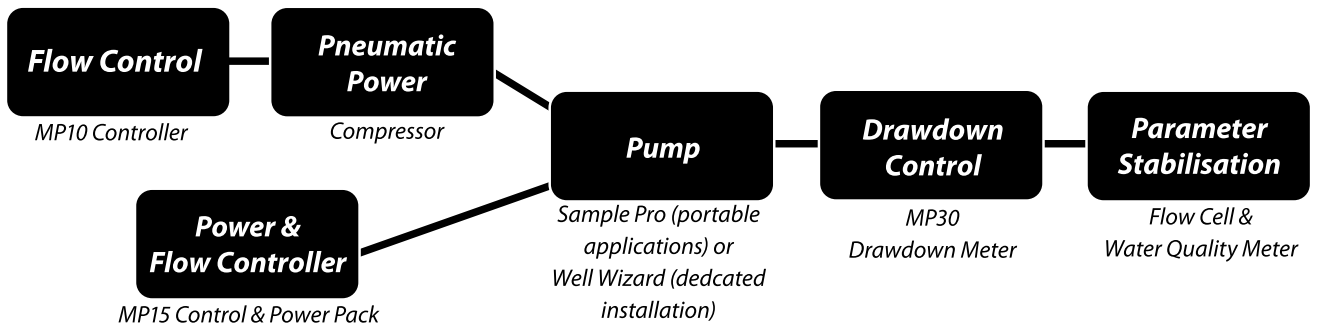 Flow Control
MP10 Controller
Pneumatic
Power
Compressor
Power &
Flow Controller
MP15 Control & Power Pack
Pump
Sample Pro (portable
applications) or
Well Wizard (dedcated
installation)
Drawdown
Control
MP30
Drawdown Meter
Parameter
Stabilisation
Flow Cell &
Water Quality Meter